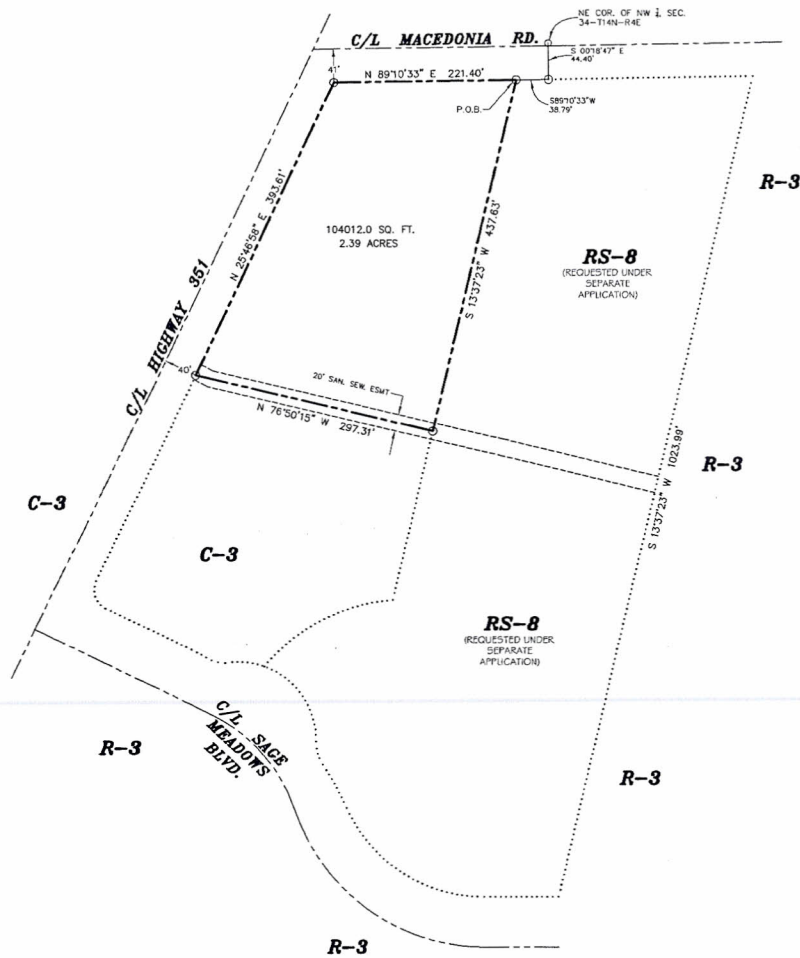 NE COR. OF NW ¼ SEC.
34-T14N-R4E
C/L MACEDONIA RD.
S 00°18'47" E
44.40'
41'
N 89°10'33" E 221.40'
P.O.B.
S89°10'33"W
38.79'
R-3
N 25°46'58" E 393.61'
104012.0 SQ. FT.
2.39 ACRES
S 13°37'23" W 437.63'
RS-8
(REQUESTED UNDER
SEPARATE
APPLICATION)
C/L HIGHWAY 351
40'
20' SAN. SEW. ESMT
N 76°50'15" W 297.31'
R-3
S 13°37'23" W 1023.99'
C-3
C-3
RS-8
(REQUESTED UNDER
SEPARATE
APPLICATION)
C/L SAGE
MEADOWS
BLVD.
R-3
R-3
R-3